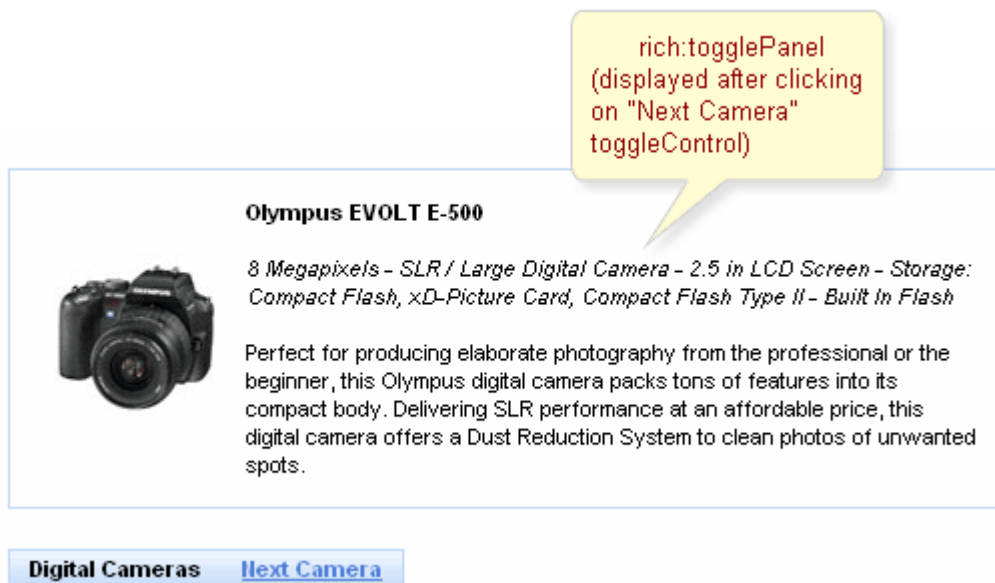 rich:togglePanel
(displayed after clicking
on "Next Camera"
toggleControl)
Olympus EVOLT E-500
8 Megapixels - SLR / Large Digital Camera - 2.5 in LCD Screen - Storage:
Compact Flash, xD-Picture Card, Compact Flash Type II - Built In Flash
OLYMPUS
Perfect for producing elaborate photography from the professional or the
beginner, this Olympus digital camera packs tons of features into its
compact body. Delivering SLR performance at an affordable price, this
digital camera offers a Dust Reduction System to clean photos of unwanted
spots.
Digital Cameras Next Camera